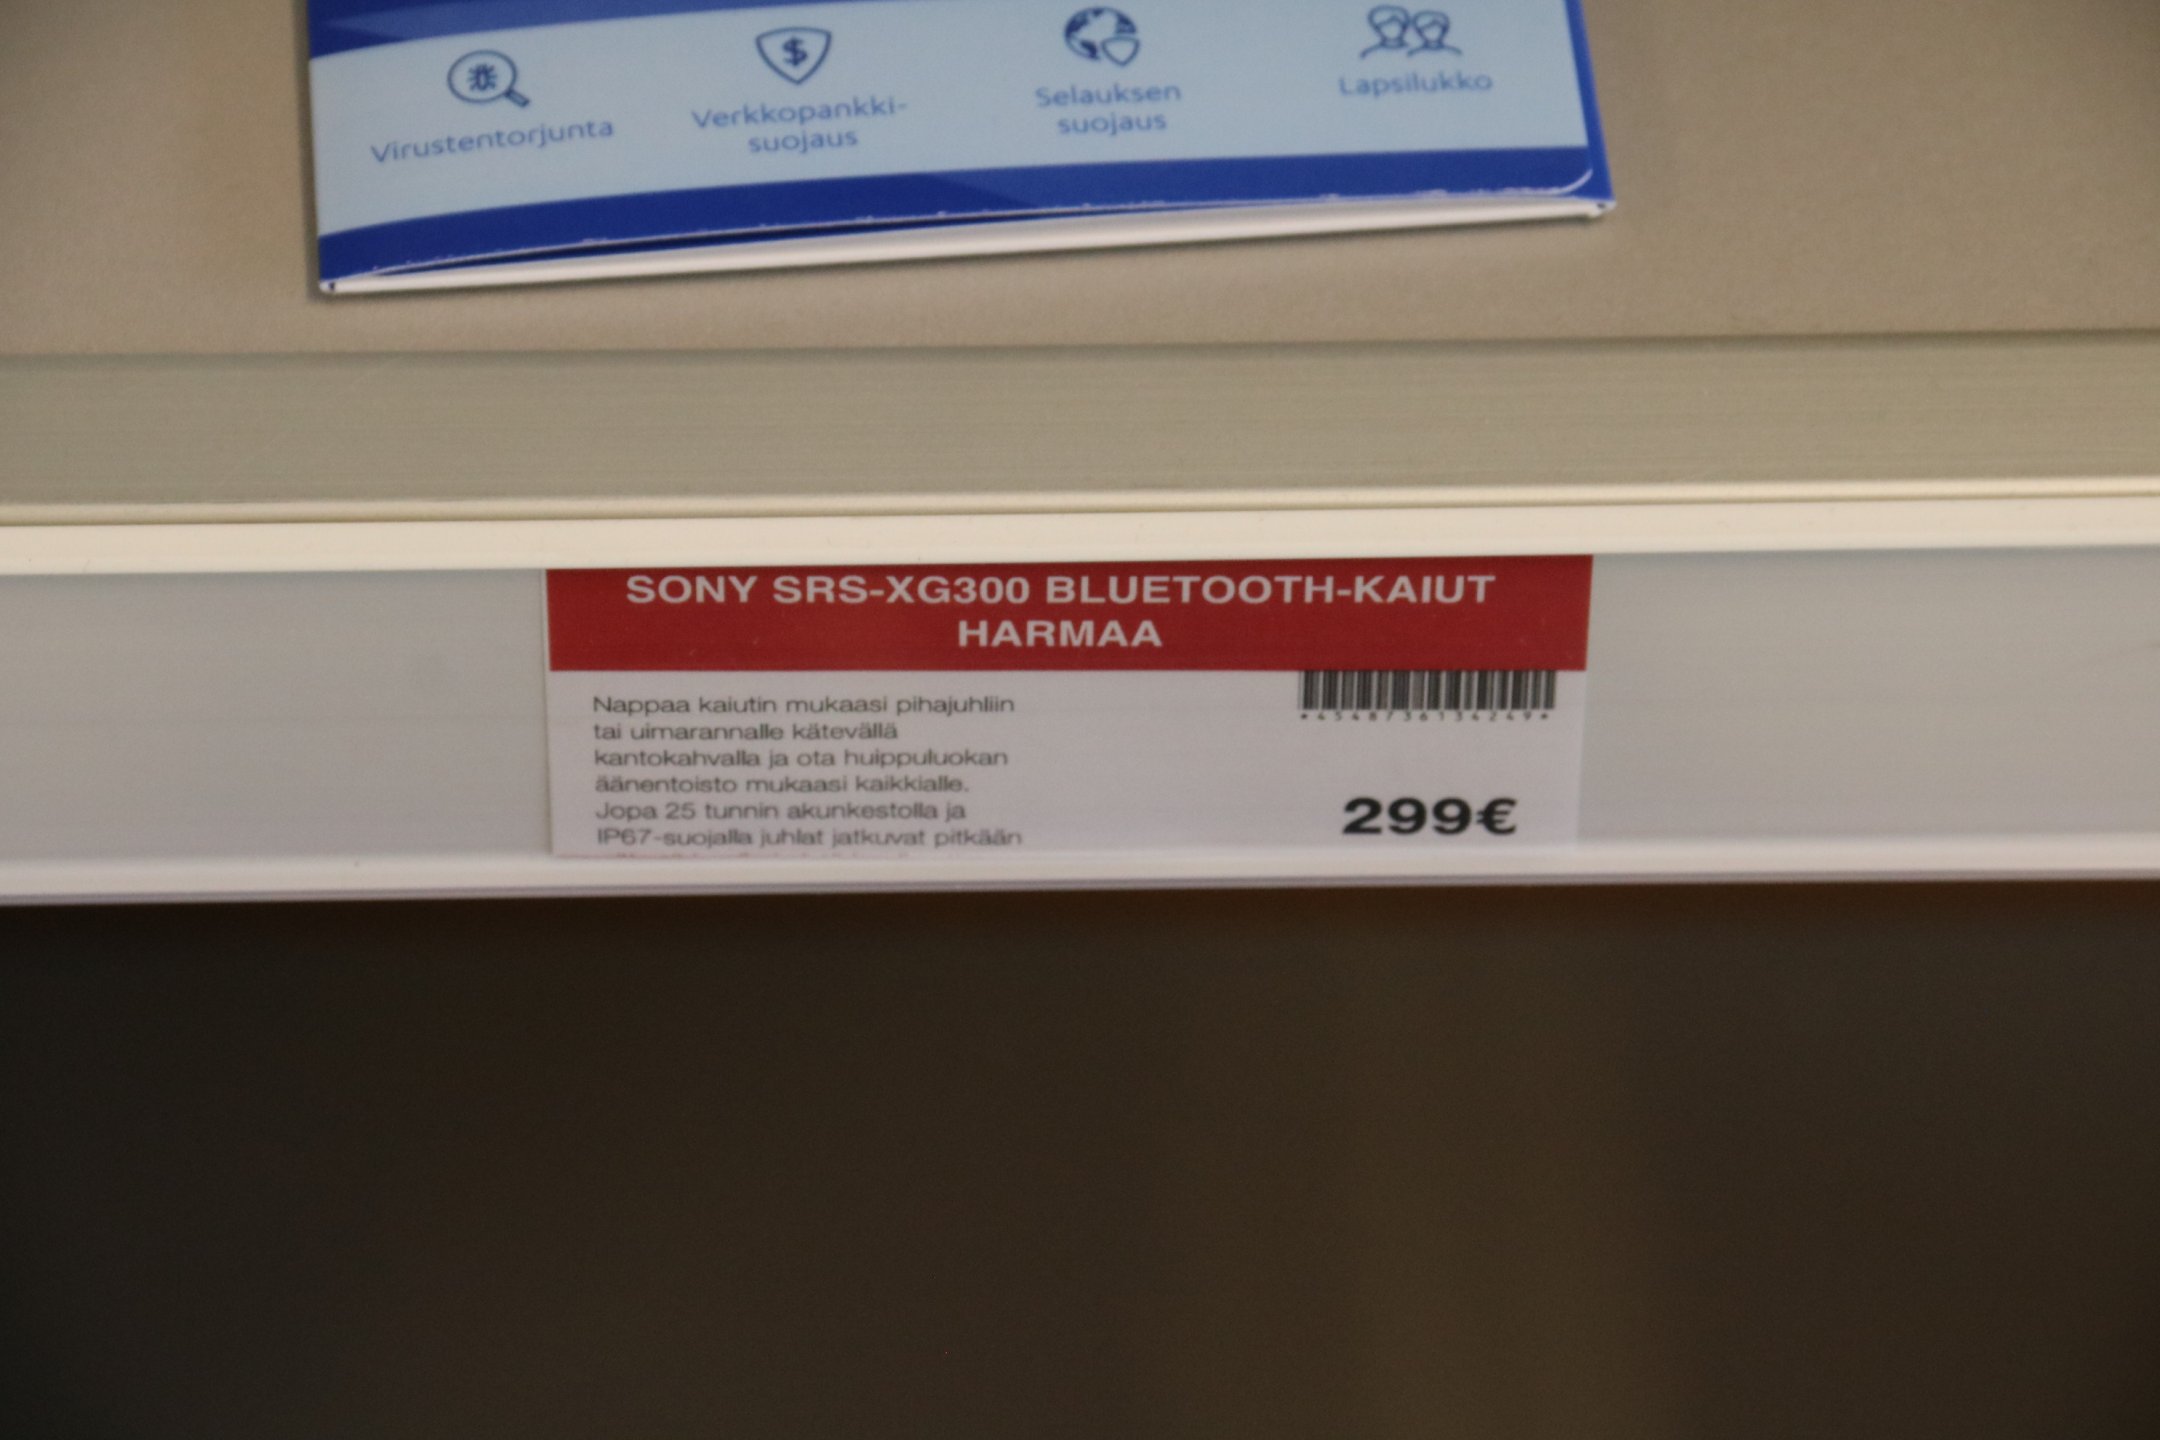 Virustentorjunta
Verkkopankki-
suojaus
Selauksen
suojaus
Lapsilukko
SONY SRS-XG300 BLUETOOTH-KAIUT
HARMAA
Nappaa kaiutin mukaasi pihajuhliin
tai uimarannalle kätevällä
kantokahvalla ja ota huippuluokan
äänentoisto mukaasi kaikkialle.
Jopa 25 tunnin akunkestolla ja
IP67-suojalla juhlat jatkuvat pitkään
*4548736134249*
299€